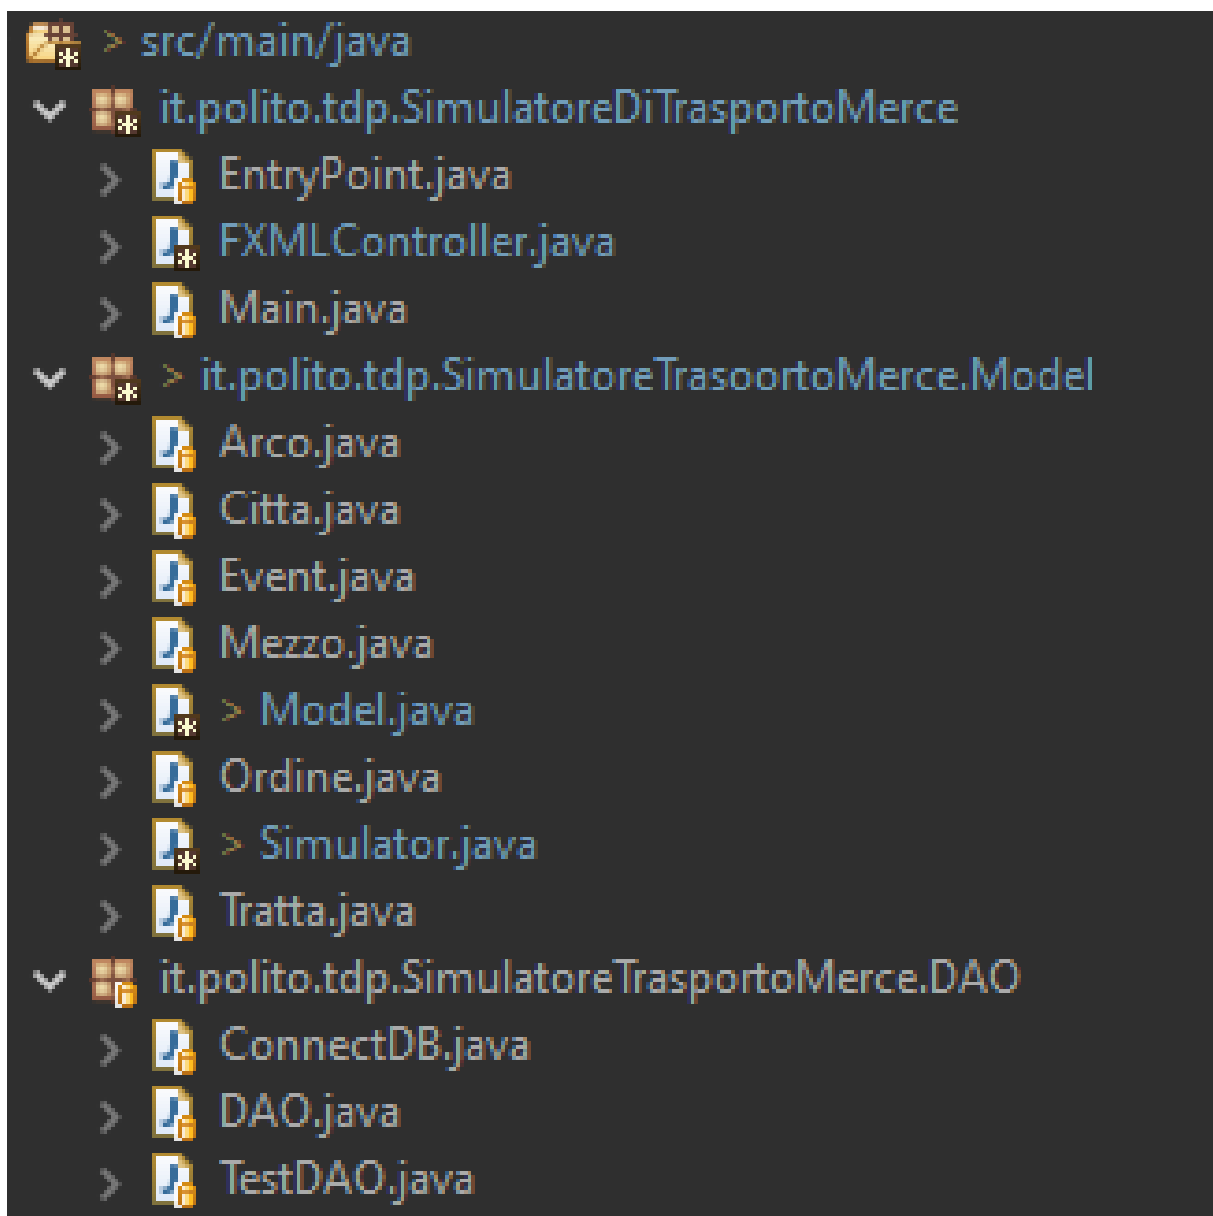 > src/main/java
it.polito.tdp.SimulatoreDiTrasportoMerce
EntryPoint.java
FXMLController.java
Main.java
> it.polito.tdp.SimulatoreTrasoortoMerce.Model
Arco.java
Citta.java
Event.java
Mezzo.java
> Model.java
Ordine.java
> Simulator.java
Tratta.java
it.polito.tdp.SimulatoreTrasportoMerce.DAO
ConnectDB.java
DAO.java
TestDAO.java